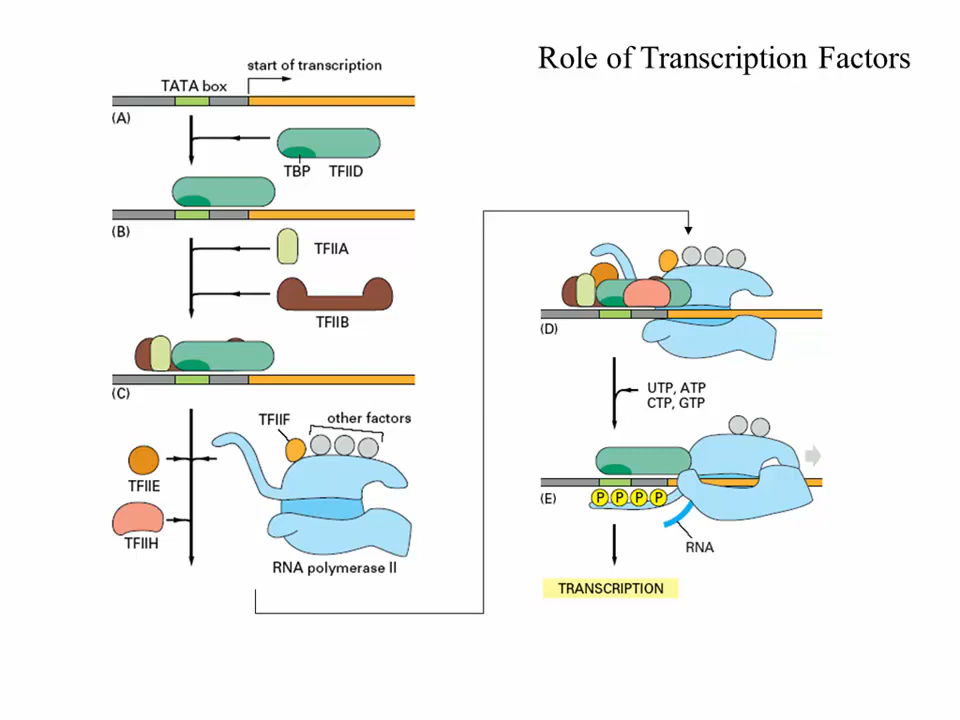 Role of Transcription Factors
start of transcription
TATA box
(A)
TBP TFIID
(B)
TFIIA
TFIIB
(C)
TFIIF
other factors
TFIIE
TFIIH
RNA polymerase II
(D)
UTP, ATP
CTP, GTP
(E)
P P P P
RNA
TRANSCRIPTION